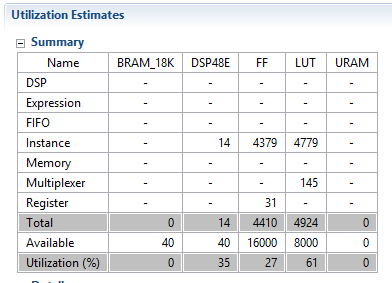 Utilization Estimates
Summary
Name BRAM_18K DSP48E FF LUT URAM
DSP - - - - -
Expression - - - - -
FIFO - - - - -
Instance - 14 4379 4779 -
Memory - - - - -
Multiplexer - - - 145 -
Register - - 31 - -
Total 0 14 4410 4924 0
Available 40 40 16000 8000 0
Utilization (%) 0 35 27 61 0